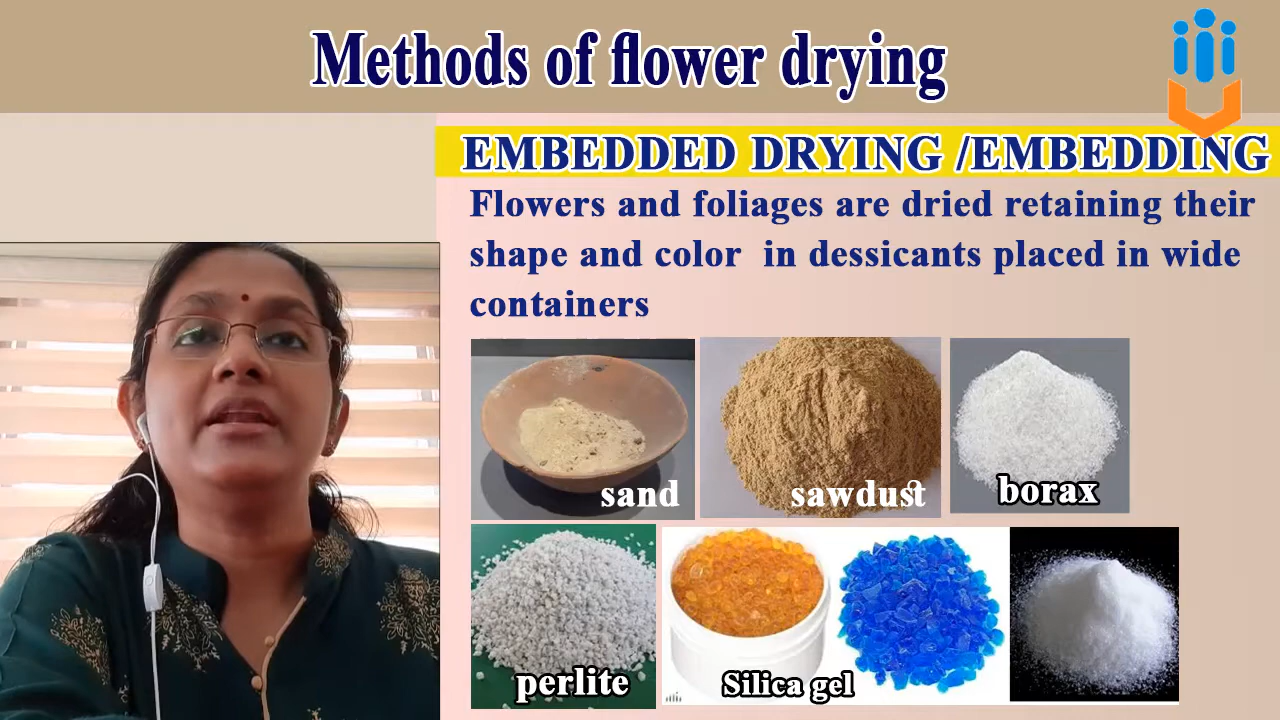 Methods of flower drying
EMBEDDED DRYING /EMBEDDING
Flowers and foliages are dried retaining their
shape and color in dessicants placed in wide
containers
sand
sawdust
borax
perlite
Silica gel